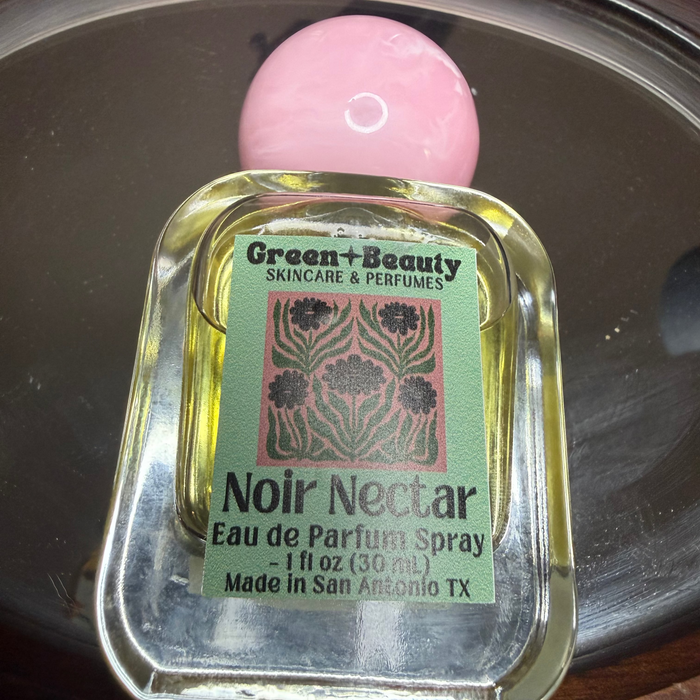 Green+Beauty
SKINCARE & PERFUMES
Noir Nectar
Eau de Parfum Spray
- 1 fl oz (30 mL)
Made in San Antonio TX